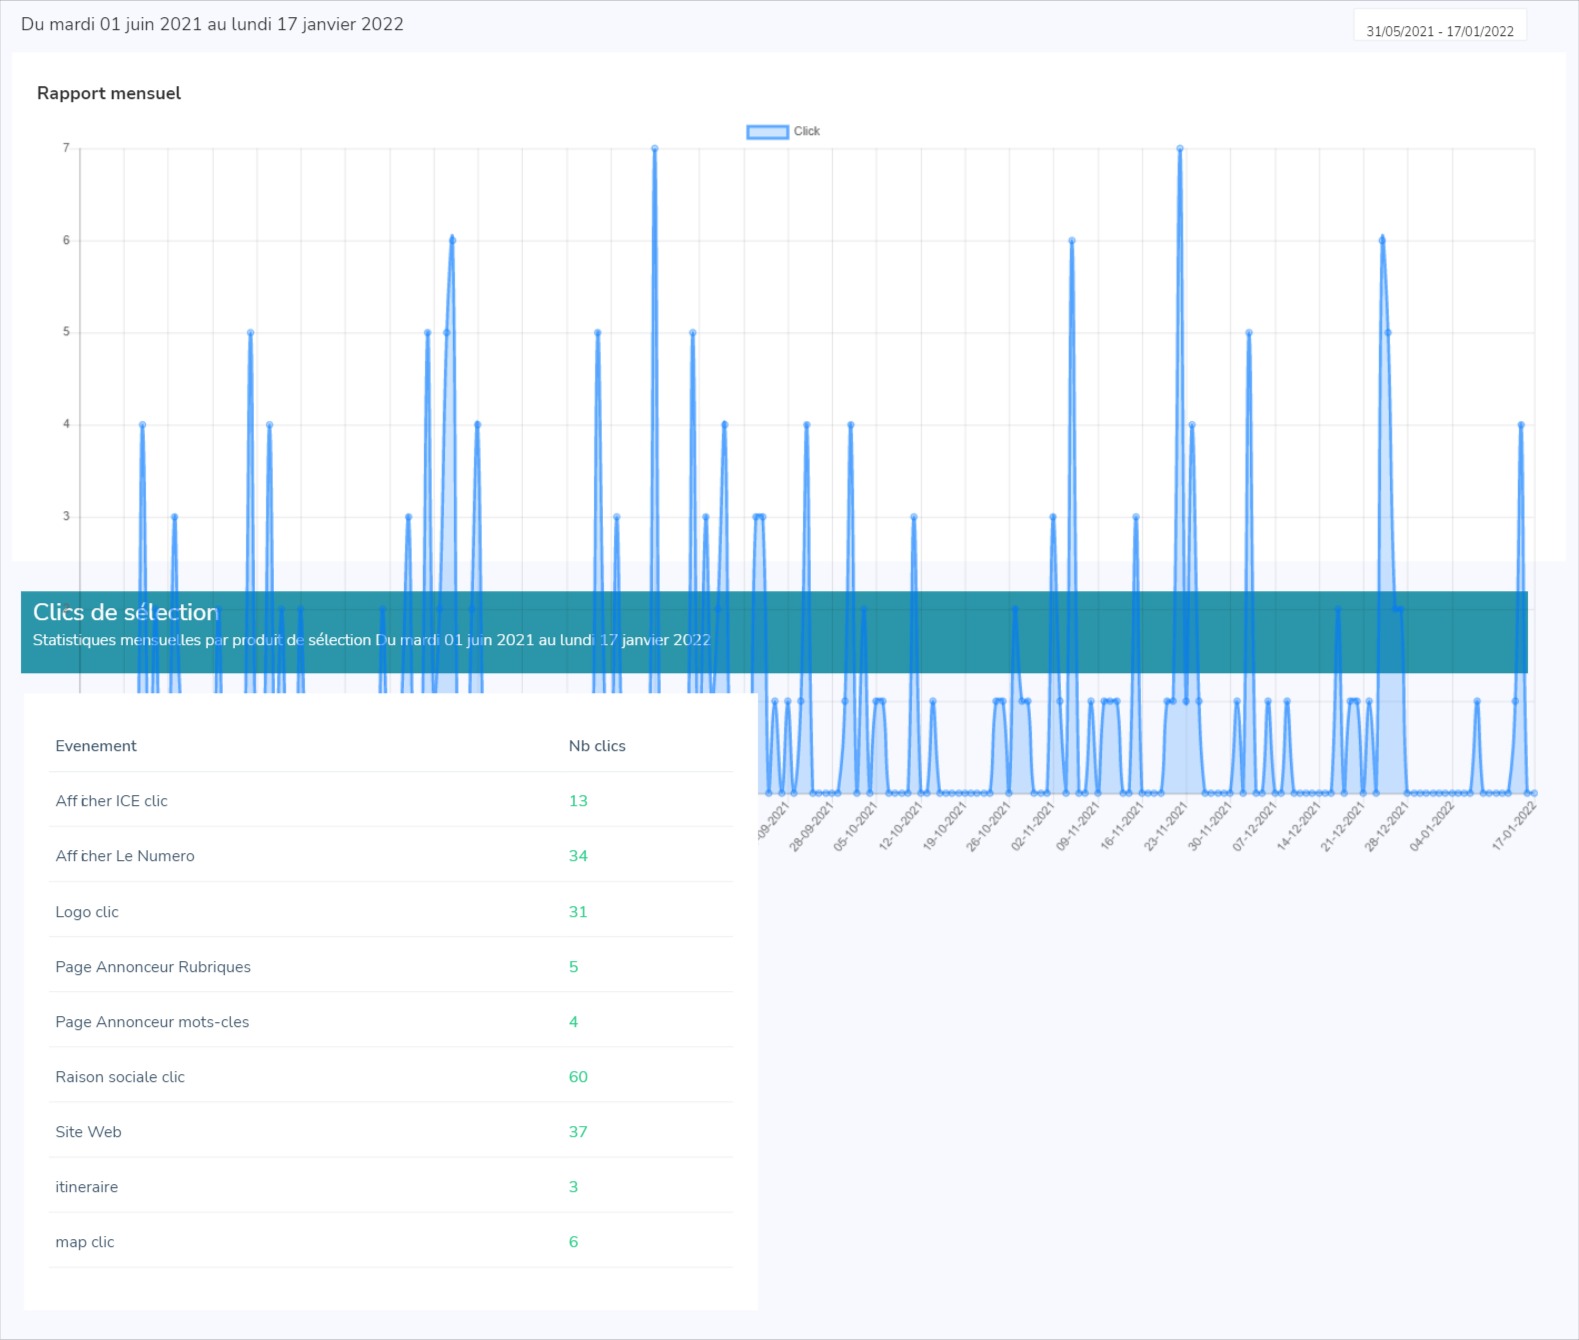 Du mardi 01 juin 2021 au lundi 17 janvier 2022
31/05/2021 - 17/01/2022
Rapport mensuel
Click
7
6
5
4
3
Clics de sélection
Statistiques mensuelles par produit de sélection Du mardi 01 juin 2021 au lundi 17 janvier 2022
-09-2021
28-09-2021
05-10-2021
12-10-2021
19-10-2021
26-10-2021
02-11-2021
09-11-2021
16-11-2021
23-11-2021
30-11-2021
07-12-2021
14-12-2021
21-12-2021
28-12-2021
04-01-2022
17-01-2022
Evenement Nb clics
Afficher ICE clic 13
Afficher Le Numero 34
Logo clic 31
Page Annonceur Rubriques 5
Page Annonceur mots-cles 4
Raison sociale clic 60
Site Web 37
itineraire 3
map clic 6